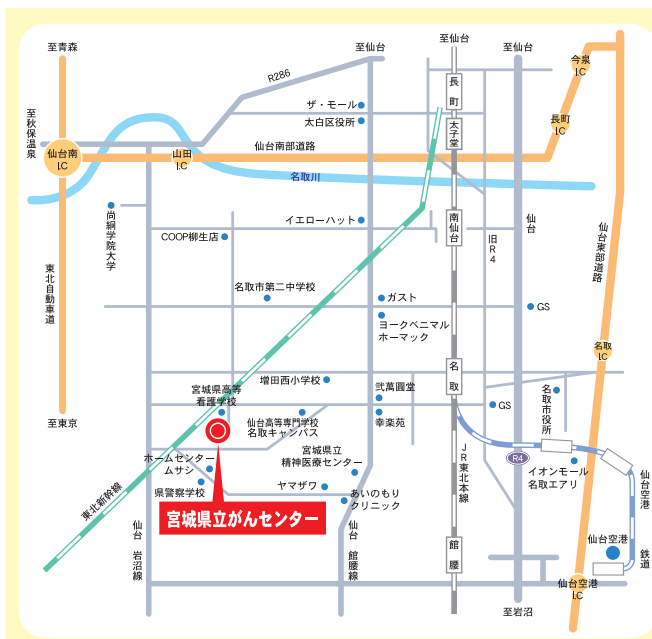 至青森
至仙台
至仙台
至仙台
R286
今泉
I.C
長町
ザ・モール
太白区役所
至秋保温泉
長町
I.C
太子堂
仙台南
I.C
山田
I.C
仙台南部道路
名取川
尚絅学院大学
イエローハット
COOP柳生店
南仙台
旧R4
仙台
仙台東部道路
東北自動車道
名取市第二中学校
ガスト
GS
ヨークベニマル
ホーマック
名取
I.C
増田西小学校
名取
宮城県高等
看護学校
弐萬圓堂
名取市役所
GS
至東京
仙台高等専門学校
名取キャンパス
幸楽苑
宮城県立
精神医療センター
JR東北本線
R4
ホームセンター
ムサシ
イオンモール
名取エアリ
県警察学校
ヤマザワ
あいのもり
クリニック
仙台空港鉄道
東北新幹線
宮城県立がんセンター
仙台岩沼線
仙台館腰線
館腰
仙台空港
仙台空港
I.C
至岩沼